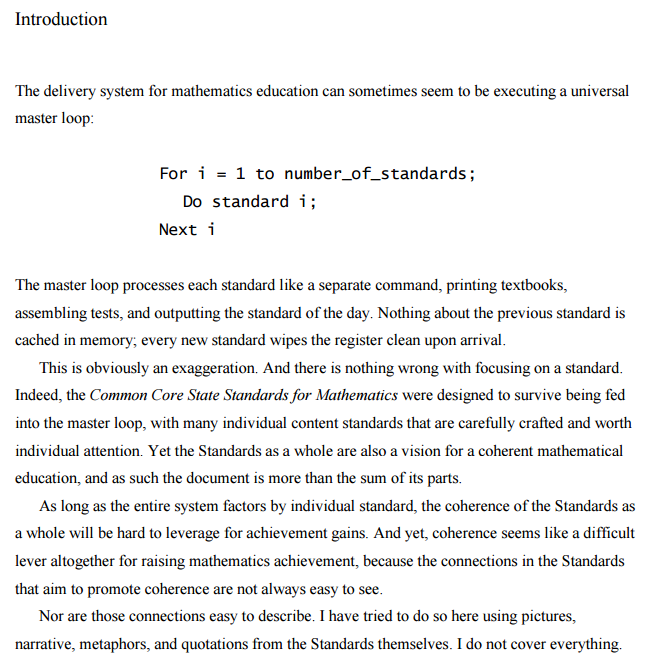 Introduction
The delivery system for mathematics education can sometimes seem to be executing a universal
master loop:
For i = 1 to number_of_standards;
Do standard i;
Next i
The master loop processes each standard like a separate command, printing textbooks,
assembling tests, and outputting the standard of the day. Nothing about the previous standard is
cached in memory; every new standard wipes the register clean upon arrival.
This is obviously an exaggeration. And there is nothing wrong with focusing on a standard.
Indeed, the Common Core State Standards for Mathematics were designed to survive being fed
into the master loop, with many individual content standards that are carefully crafted and worth
individual attention. Yet the Standards as a whole are also a vision for a coherent mathematical
education, and as such the document is more than the sum of its parts.
As long as the entire system factors by individual standard, the coherence of the Standards as
a whole will be hard to leverage for achievement gains. And yet, coherence seems like a difficult
lever altogether for raising mathematics achievement, because the connections in the Standards
that aim to promote coherence are not always easy to see.
Nor are those connections easy to describe. I have tried to do so here using pictures,
narrative, metaphors, and quotations from the Standards themselves. I do not cover everything.